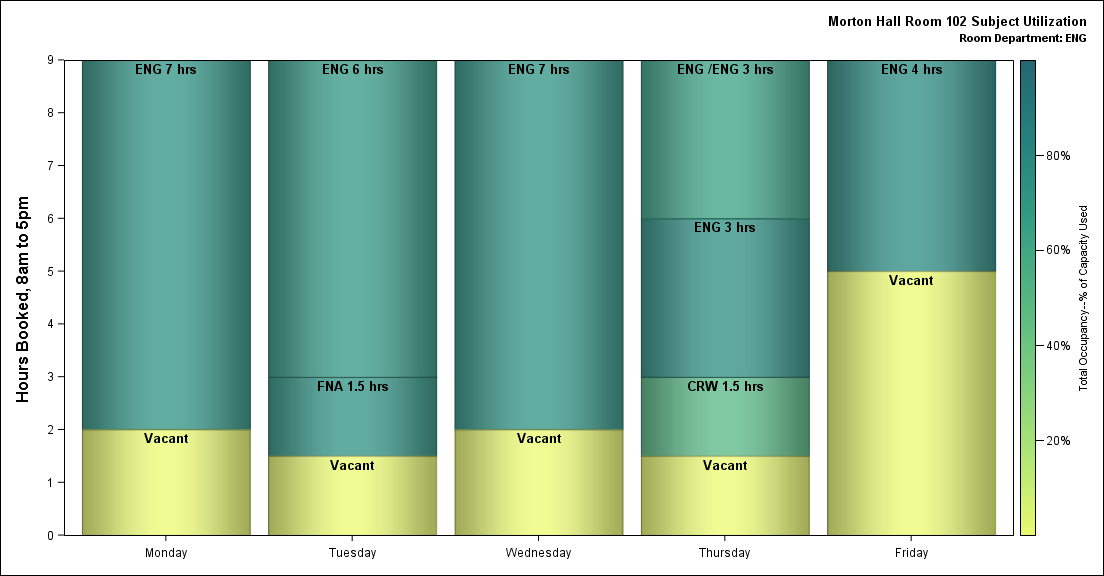 Morton Hall Room 102 Subject Utilization
Room Department: ENG
Hours Booked, 8am to 5pm
9
8
7
6
5
4
3
2
1
0
ENG 7 hrs
Vacant
ENG 6 hrs
FNA 1.5 hrs
Vacant
ENG 7 hrs
Vacant
ENG /ENG 3 hrs
ENG 3 hrs
CRW 1.5 hrs
Vacant
ENG 4 hrs
Vacant
Monday
Tuesday
Wednesday
Thursday
Friday
80%
60%
40%
20%
Total Occupancy--% of Capacity Used